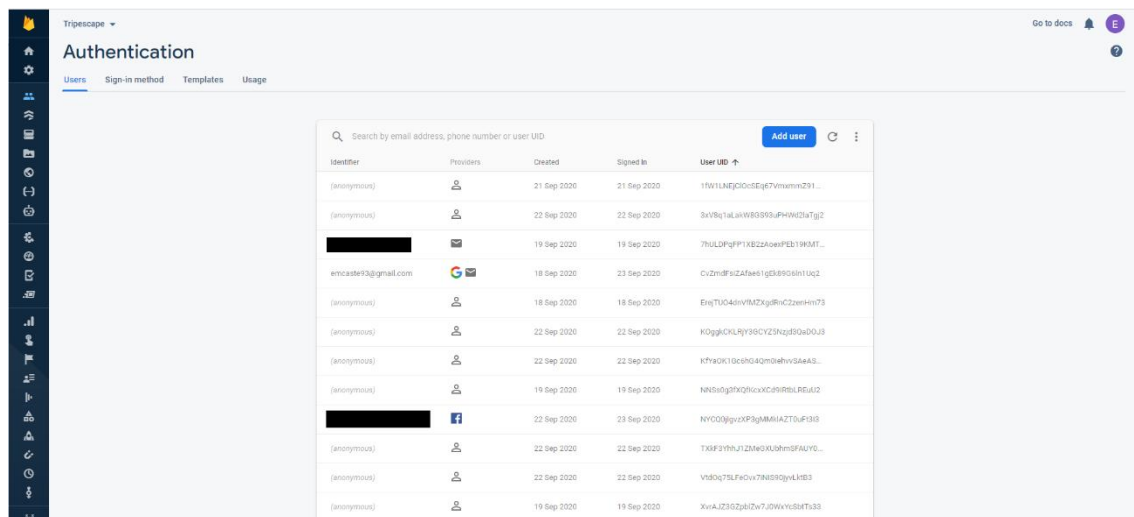 Tripescape
Go to docs
E
Authentication
Users Sign-in method Templates Usage
Search by email address, phone number or user UID
Add user
Identifier Providers Created Signed In User UID
(anonymous) 21 Sep 2020 21 Sep 2020
(anonymous) 22 Sep 2020 22 Sep 2020
19 Sep 2020 19 Sep 2020
emcaste93@gmail.com 18 Sep 2020 23 Sep 2020
(anonymous) 18 Sep 2020 18 Sep 2020
(anonymous) 22 Sep 2020 22 Sep 2020
(anonymous) 22 Sep 2020 22 Sep 2020
(anonymous) 19 Sep 2020 19 Sep 2020
22 Sep 2020 23 Sep 2020
(anonymous) 22 Sep 2020 22 Sep 2020
(anonymous) 22 Sep 2020 22 Sep 2020
(anonymous) 19 Sep 2020 19 Sep 2020